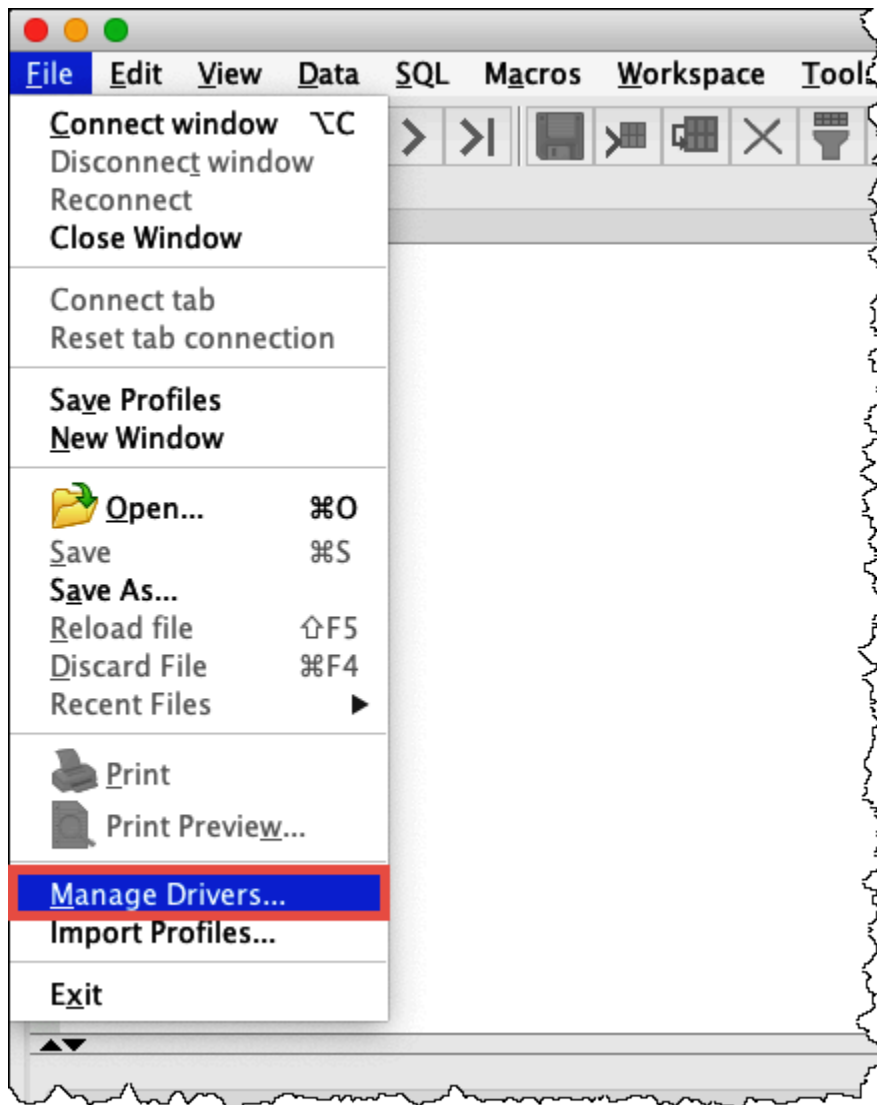 File Edit View Data SQL Macros Workspace Tools
Connect window ⌥C
Disconnect window
Reconnect
Close Window
Connect tab
Reset tab connection
Save Profiles
New Window
Open... ⌘O
Save ⌘S
Save As...
Reload file ⇧F5
Discard File ⌘F4
Recent Files ▶
Print
Print Preview...
Manage Drivers...
Import Profiles...
Exit